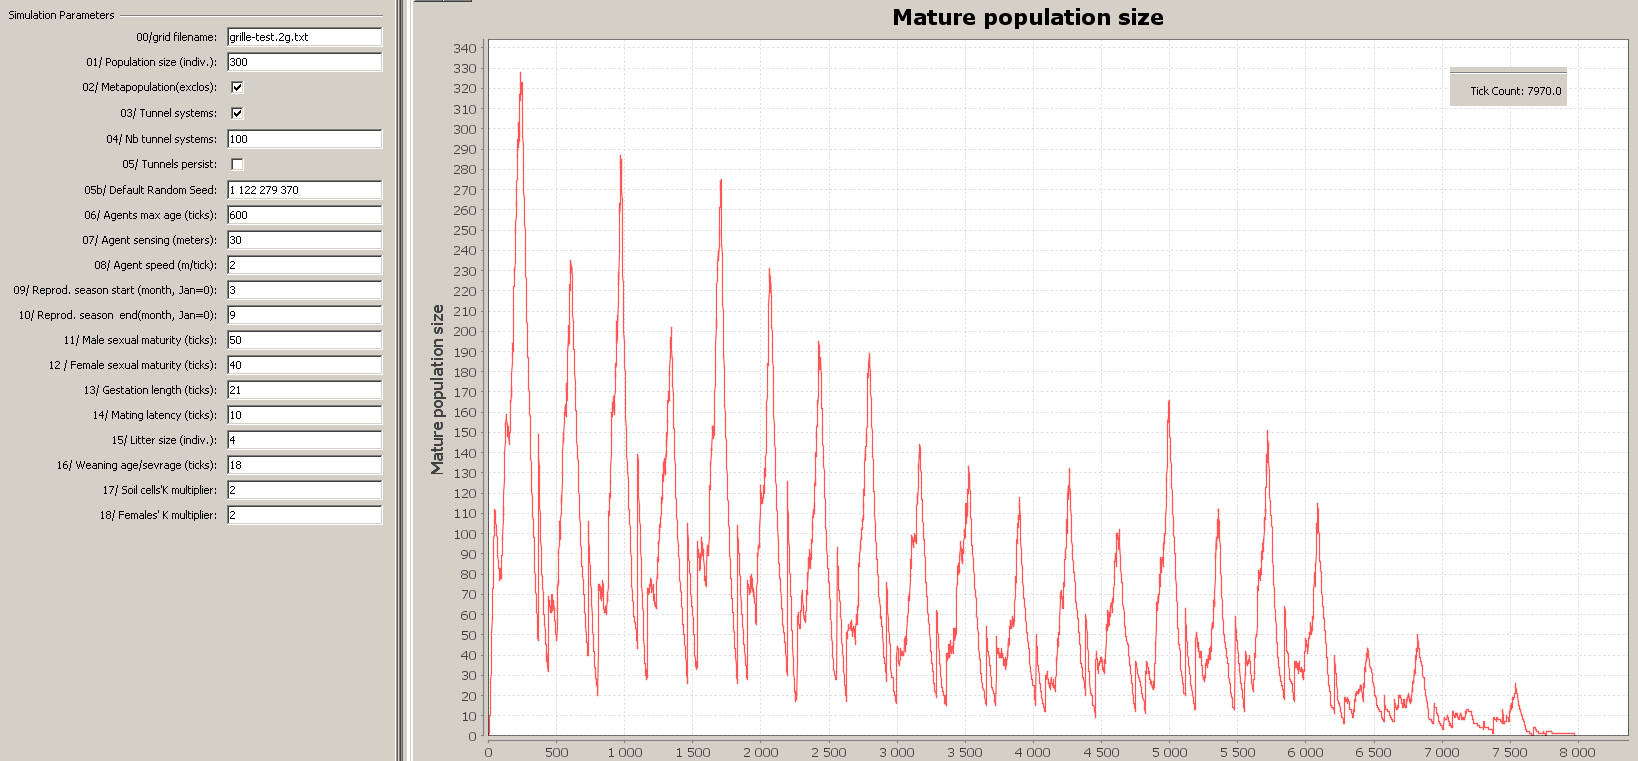 Simulation Parameters
00/grid filename: grille-test.2g.txt
01/ Population size (indiv.): 300
02/ Metapopulation(exclos):
03/ Tunnel systems:
04/ Nb tunnel systems: 100
05/ Tunnels persist:
05b/ Default Random Seed: 1 122 279 370
06/ Agents max age (ticks): 600
07/ Agent sensing (meters): 30
08/ Agent speed (m/tick): 2
09/ Reprod. season start (month, Jan=0): 3
10/ Reprod. season end(month, Jan=0): 9
11/ Male sexual maturity (ticks): 50
12 / Female sexual maturity (ticks): 40
13/ Gestation length (ticks): 21
14/ Mating latency (ticks): 10
15/ Litter size (indiv.): 4
16/ Weaning age/sevrage (ticks): 18
17/ Soil cells'K multiplier: 2
18/ Females' K multiplier: 2
Mature population size
Tick Count: 7970.0
Mature population size
340
330
320
310
300
290
280
270
260
250
240
230
220
210
200
190
180
170
160
150
140
130
120
110
100
90
80
70
60
50
40
30
20
10
0
0 500 1 000 1 500 2 000 2 500 3 000 3 500 4 000 4 500 5 000 5 500 6 000 6 500 7 000 7 500 8 000